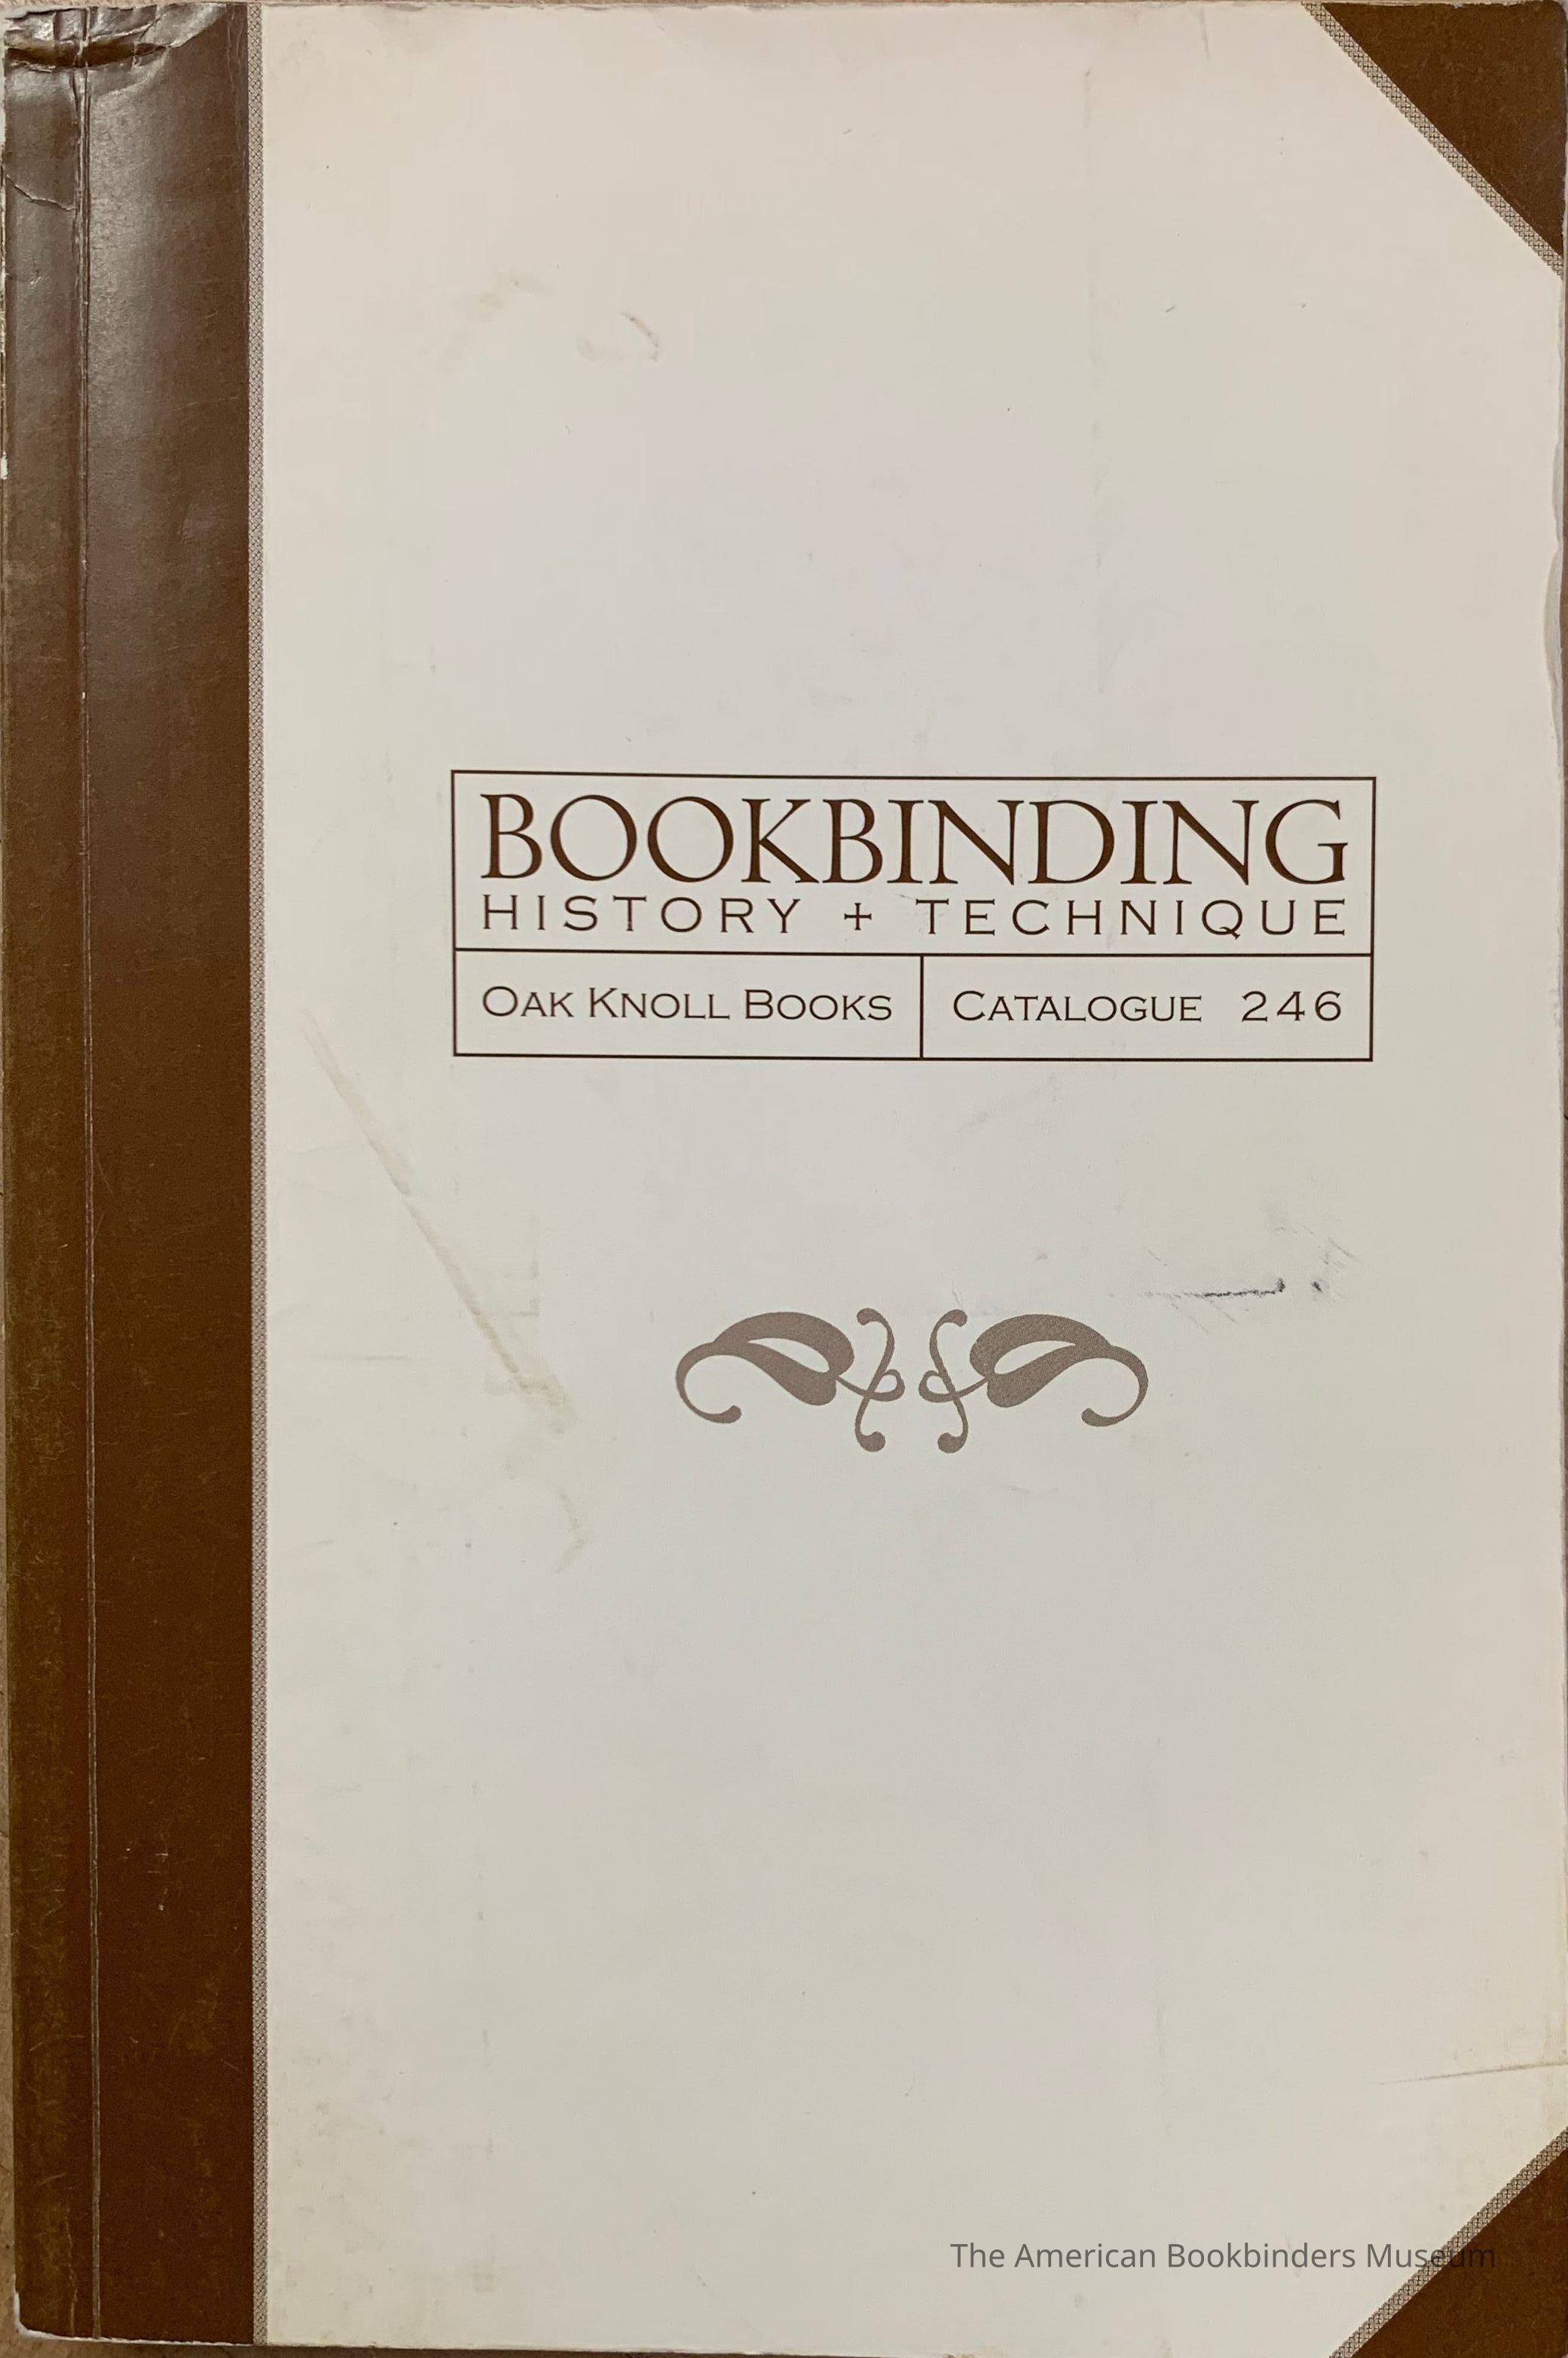 BOOKBINDING
HISTORY + TECHNIQUE
OAK KNOLL BOOKS
CATALOGUE 246
The American Bookbinders Museum